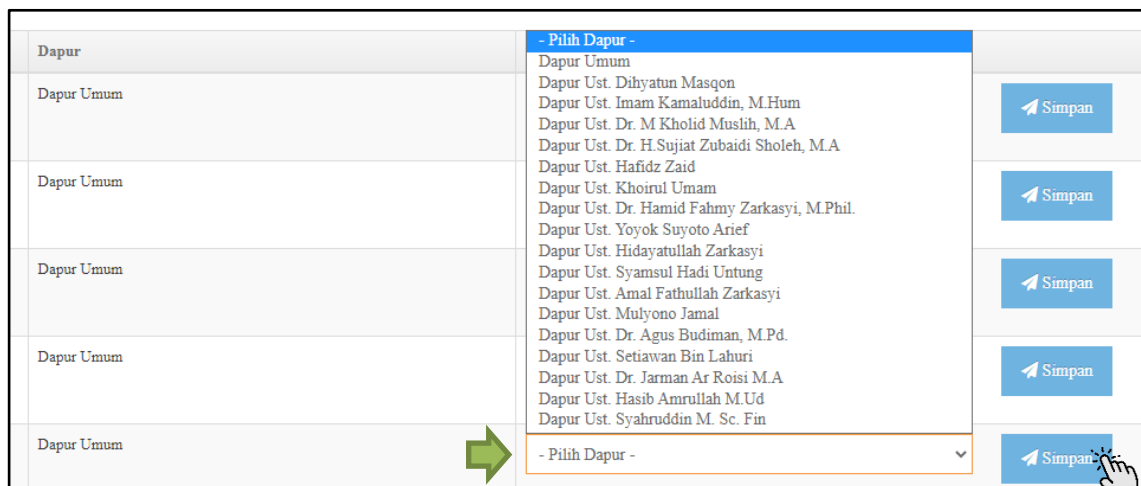 Dapur
- Pilih Dapur -
Dapur Umum
Dapur Ust. Dihyatun Masqon
Dapur Ust. Imam Kamaluddin, M.Hum
Dapur Ust. Dr. M Kholid Muslih, M.A
Dapur Ust. Dr. H.Sujiat Zubaidi Sholeh, M.A
Dapur Ust. Hafidz Zaid
Dapur Ust. Khoirul Umam
Dapur Ust. Dr. Hamid Fahmy Zarkasyi, M.Phil.
Dapur Ust. Yoyok Suyoto Arief
Dapur Ust. Hidayatullah Zarkasyi
Dapur Ust. Syamsul Hadi Untung
Dapur Ust. Amal Fathullah Zarkasyi
Dapur Ust. Mulyono Jamal
Dapur Ust. Dr. Agus Budiman, M.Pd.
Dapur Ust. Setiawan Bin Lahuri
Dapur Ust. Dr. Jarman Ar Roisi M.A
Dapur Ust. Hasib Amrullah M.Ud
Dapur Ust. Syahruddin M. Sc. Fin
Dapur Umum
Simpan
Dapur Umum
Simpan
Dapur Umum
Simpan
Dapur Umum
Simpan
Dapur Umum
- Pilih Dapur -
Simpan